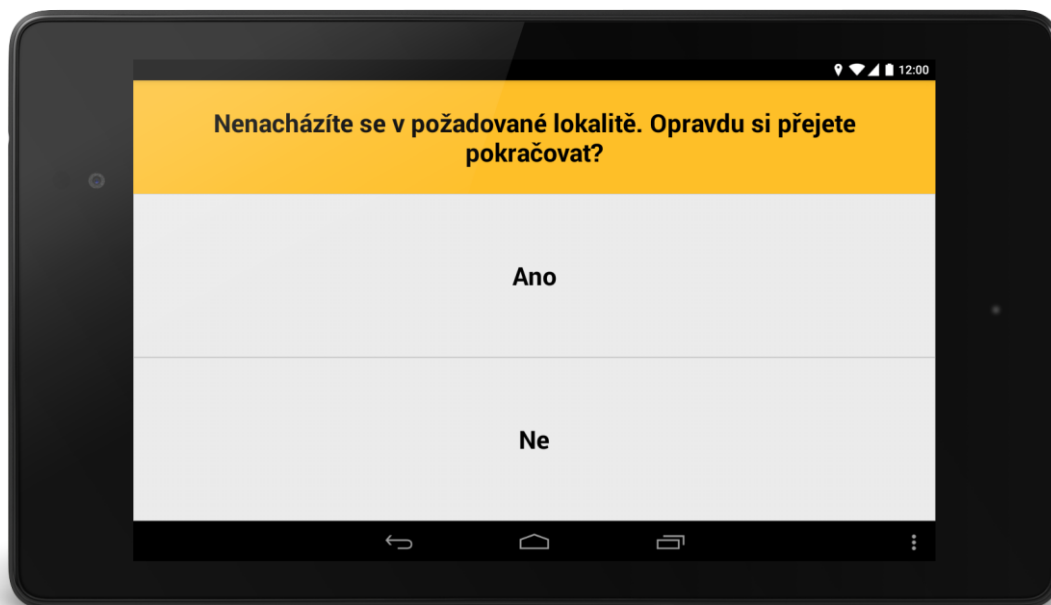 12:00
Nenacházíte se v požadované lokalitě. Opravdu si přejete
pokračovat?
Ano
Ne